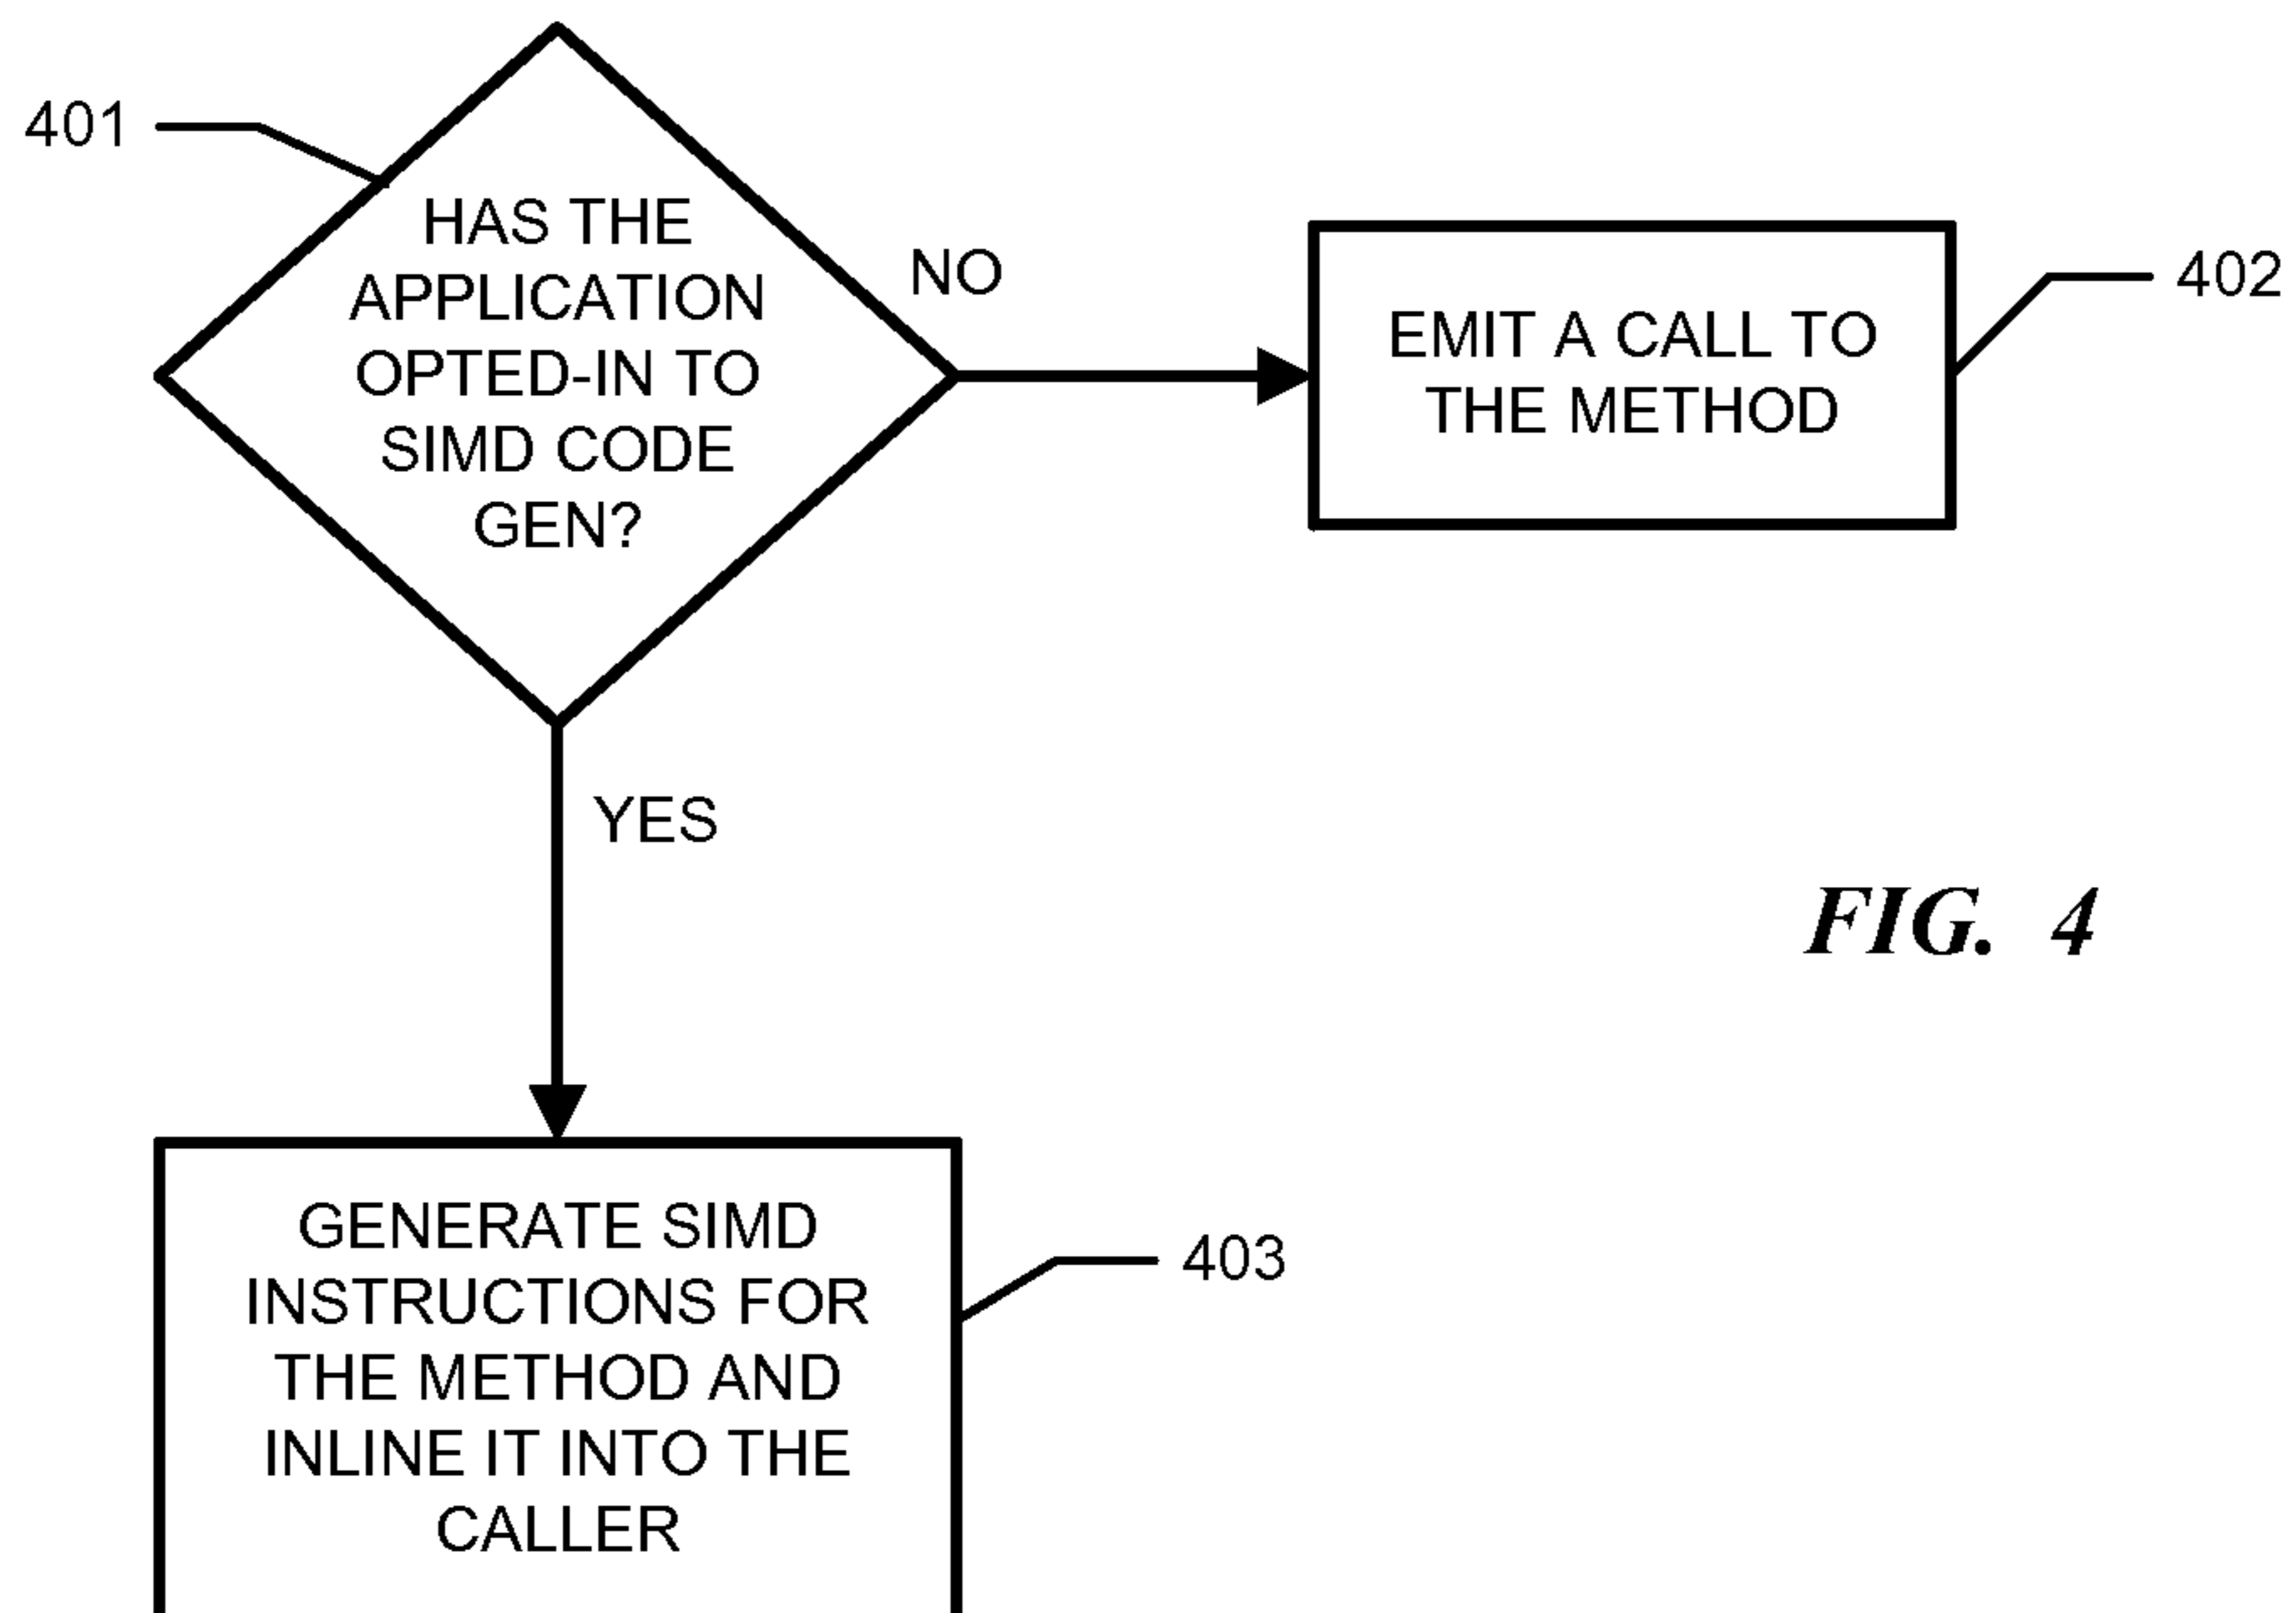 401
HAS THE
APPLICATION
OPTED-IN TO
SIMD CODE
GEN?
NO
EMIT A CALL TO
THE METHOD
402
YES
FIG. 4
GENERATE SIMD
INSTRUCTIONS FOR
THE METHOD AND
INLINE IT INTO THE
CALLER
403